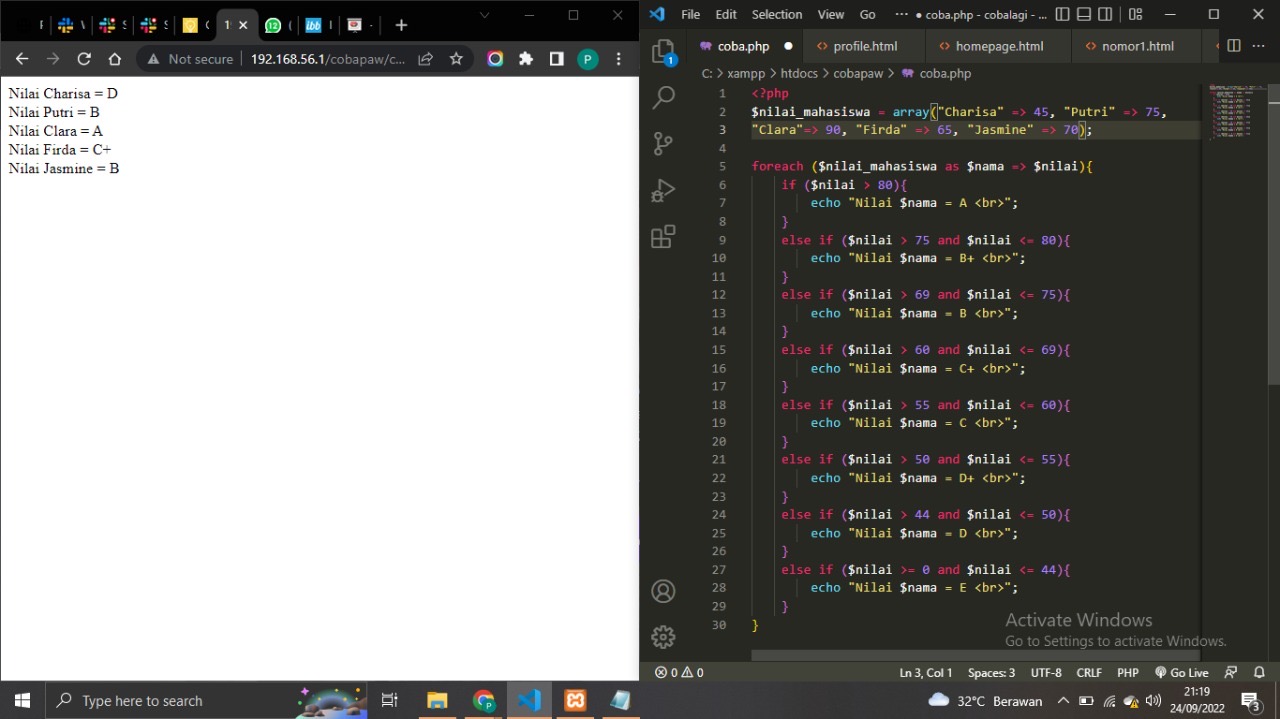 File Edit Selection View Go ··· ● coba.php - cobalagi - ...
Not secure 192.168.56.1/cobapaw/c...
P
Nilai Charisa = D
Nilai Putri = B
Nilai Clara = A
Nilai Firda = C+
Nilai Jasmine = B
coba.php ● profile.html homepage.html nomor1.html
C: > xampp > htdocs > cobapaw > coba.php
1 <?php
2 $nilai_mahasiswa = array("Charisa" => 45, "Putri" => 75,
3 "Clara"=> 90, "Firda" => 65, "Jasmine" => 70);
4
5 foreach ($nilai_mahasiswa as $nama => $nilai){
6 if ($nilai > 80){
7 echo "Nilai $nama = A <br>";
8 }
9 else if ($nilai > 75 and $nilai <= 80){
10 echo "Nilai $nama = B+ <br>";
11 }
12 else if ($nilai > 69 and $nilai <= 75){
13 echo "Nilai $nama = B <br>";
14 }
15 else if ($nilai > 60 and $nilai <= 69){
16 echo "Nilai $nama = C+ <br>";
17 }
18 else if ($nilai > 55 and $nilai <= 60){
19 echo "Nilai $nama = C <br>";
20 }
21 else if ($nilai > 50 and $nilai <= 55){
22 echo "Nilai $nama = D+ <br>";
23 }
24 else if ($nilai > 44 and $nilai <= 50){
25 echo "Nilai $nama = D <br>";
26 }
27 else if ($nilai >= 0 and $nilai <= 44){
28 echo "Nilai $nama = E <br>";
29 }
30 }
Activate Windows
Go to Settings to activate Windows.
0 0 Ln 3, Col 1 Spaces: 3 UTF-8 CRLF PHP Go Live
Type here to search
32°C Berawan
21:19
24/09/2022
3